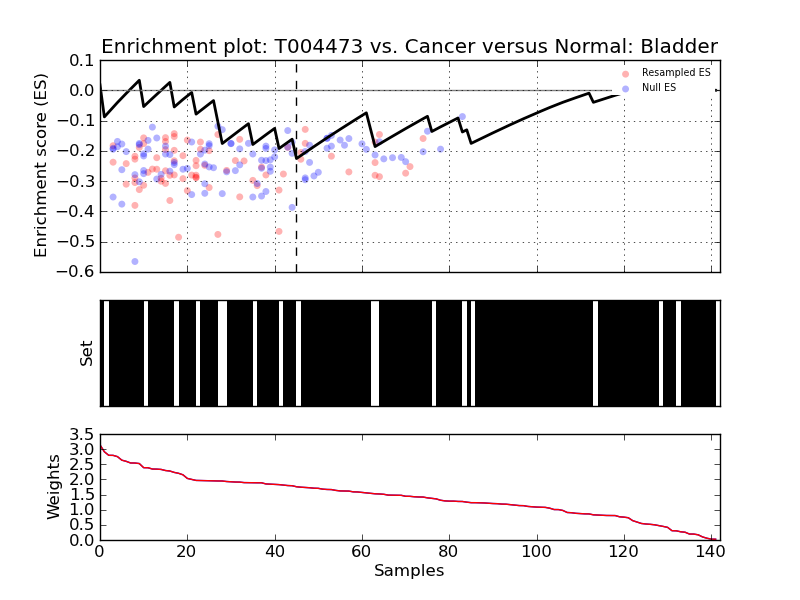 Enrichment plot: T004473 vs. Cancer versus Normal: Bladder
Enrichment score (ES)
0.1
0.0
−0.1
−0.2
−0.3
−0.4
−0.5
−0.6
Resampled ES
Null ES
Set
Weights
3.5
3.0
2.5
2.0
1.5
1.0
0.5
0.0
0 20 40 60 80 100 120 140
Samples